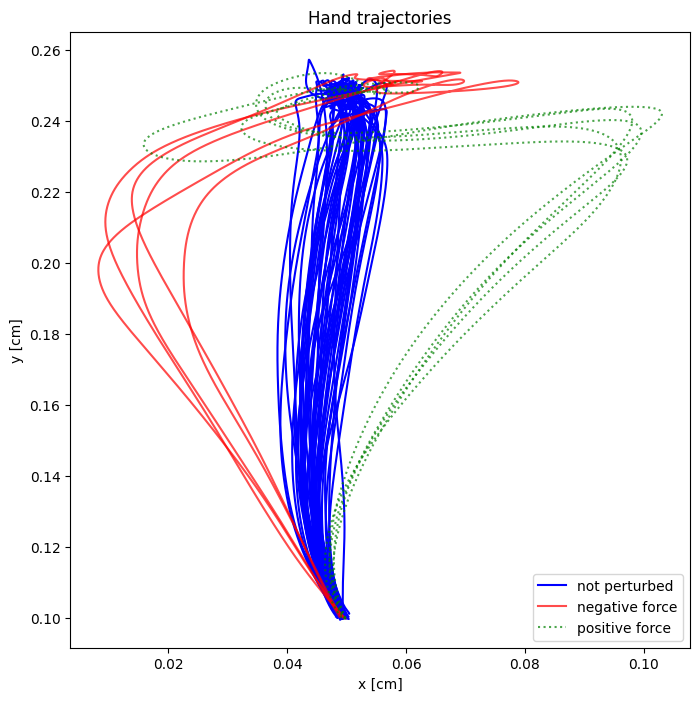 Hand trajectories
0.26
0.24
0.22
0.20
0.18
0.16
0.14
0.12
0.10
y [cm]
0.02 0.04 0.06 0.08 0.10
x [cm]
not perturbed
negative force
positive force